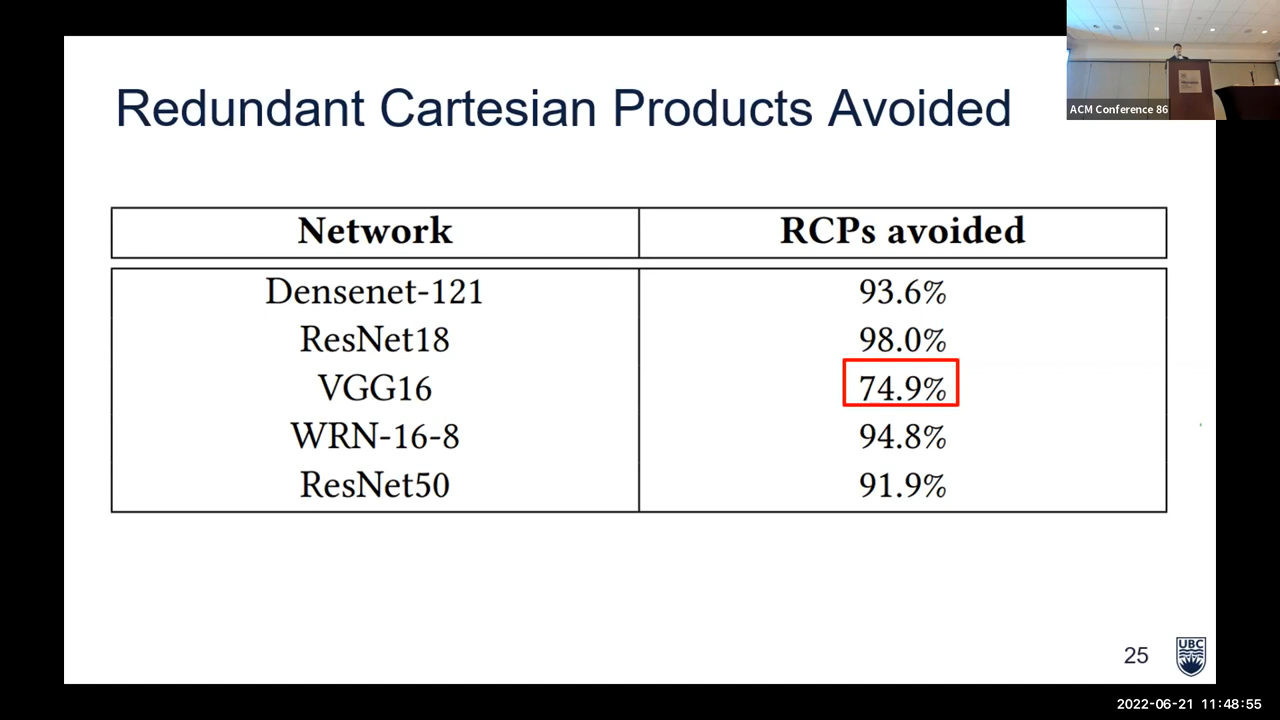 Redundant Cartesian Products Avoided
ACM Conference 86
Network RCPs avoided
Densenet-121 93.6%
ResNet18 98.0%
VGG16 74.9%
WRN-16-8 94.8%
ResNet50 91.9%
25
UBC
2022-06-21 11:48:55